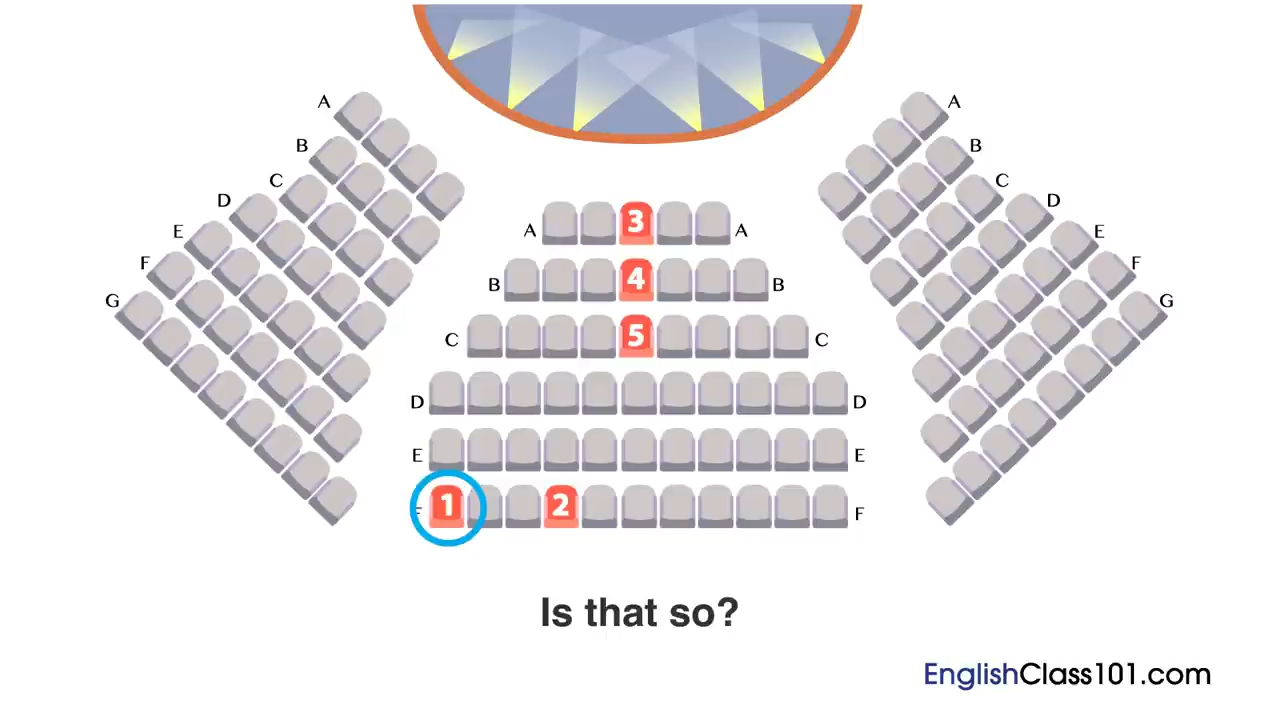 A A
B B
C C
D D
E E
F F
G G
A 3 A
B 4 B
C 5 C
D D
E E
F 1 2 F
Is that so?
EnglishClass101.com